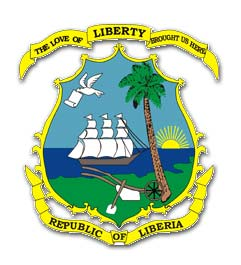 THE LOVE OF LIBERTY BROUGHT US HERE
REPUBLIC OF LIBERIA